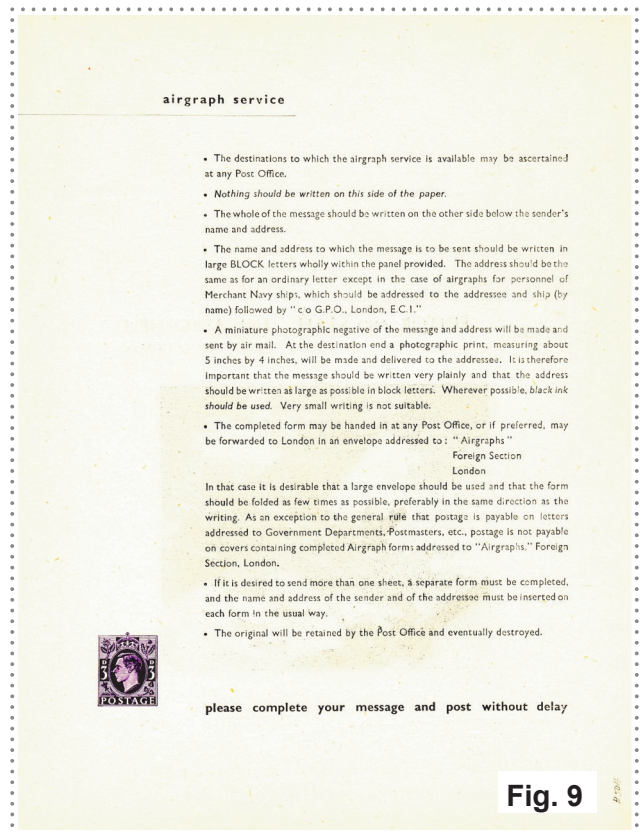 airgraph service
• The destinations to which the airgraph service is available may be ascertained
at any Post Office.
• Nothing should be written on this side of the paper.
• The whole of the message should be written on the other side below the sender's
name and address.
• The name and address to which the message is to be sent should be written in
large BLOCK letters wholly within the panel provided. The address should be the
same as for an ordinary letter except in the case of airgraphs for personnel of
Merchant Navy ships, which should be addressed to the addressee and ship (by
name) followed by "c o G.P.O., London, E.C.1."
• A miniature photographic negative of the message and address will be made and
sent by air mail. At the destination end a photographic print, measuring about
5 inches by 4 inches, will be made and delivered to the addressee. It is therefore
important that the message should be written very plainly and that the address
should be written as large as possible in block letters. Wherever possible, black ink
should be used. Very small writing is not suitable.
• The completed form may be handed in at any Post Office, or if preferred, may
be forwarded to London in an envelope addressed to : "Airgraphs"
Foreign Section
London
In that case it is desirable that a large envelope should be used and that the form
should be folded as few times as possible, preferably in the same direction as the
writing. As an exception to the general rule that postage is payable on letters
addressed to Government Departments, Postmasters, etc., postage is not payable
on covers containing completed Airgraph forms addressed to "Airgraphs." Foreign
Section, London.
• If it is desired to send more than one sheet, a separate form must be completed,
and the name and address of the sender and of the addressee must be inserted on
each form in the usual way.
• The original will be retained by the Post Office and eventually destroyed.
D D
3 3
POSTAGE
please complete your message and post without delay
Fig. 9